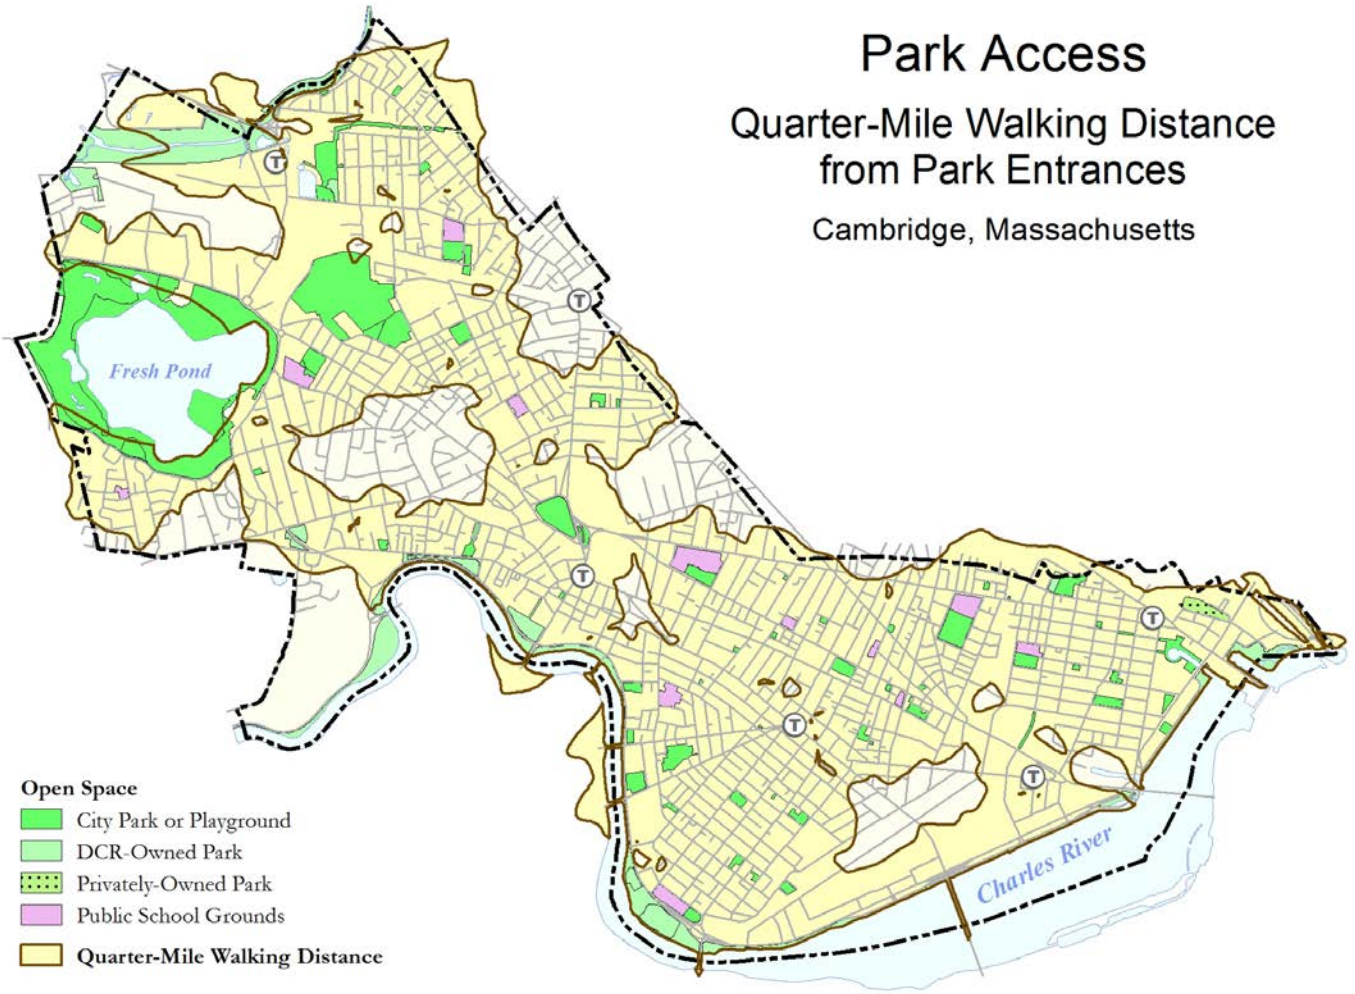 Park Access
Quarter-Mile Walking Distance
from Park Entrances
Cambridge, Massachusetts
T
T
Fresh Pond
T
T
T
T
Charles River
Open Space
City Park or Playground
DCR-Owned Park
Privately-Owned Park
Public School Grounds
Quarter-Mile Walking Distance